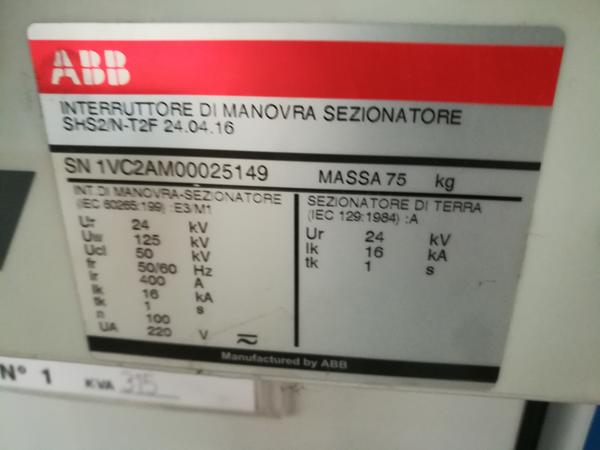 ABB
INTERRUTTORE DI MANOVRA SEZIONATORE
SHS2/N-T2F 24.04.16
SN 1VC2AM00025149 MASSA 75 kg
INT.DI MANOVRA-SEZIONATORE
(IEC 60265:199) :E3/M1
Ur 24 kV
Uw 125 kV
Ucl 50 kV
fr 50/60 Hz
Ir 400 A
Ik 16 kA
tk 1 s
n 100
UA 220 V
SEZIONATORE DI TERRA
(IEC 129:1984) :A
Ur 24 kV
Ik 16 kA
tk 1 s
Manufactured by ABB
N° 1 KVA 315